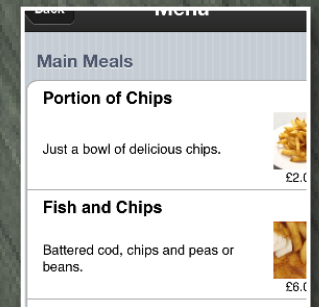 Back Menu
Main Meals
Portion of Chips
Just a bowl of delicious chips.
£2.0
Fish and Chips
Battered cod, chips and peas or
beans.
£6.0